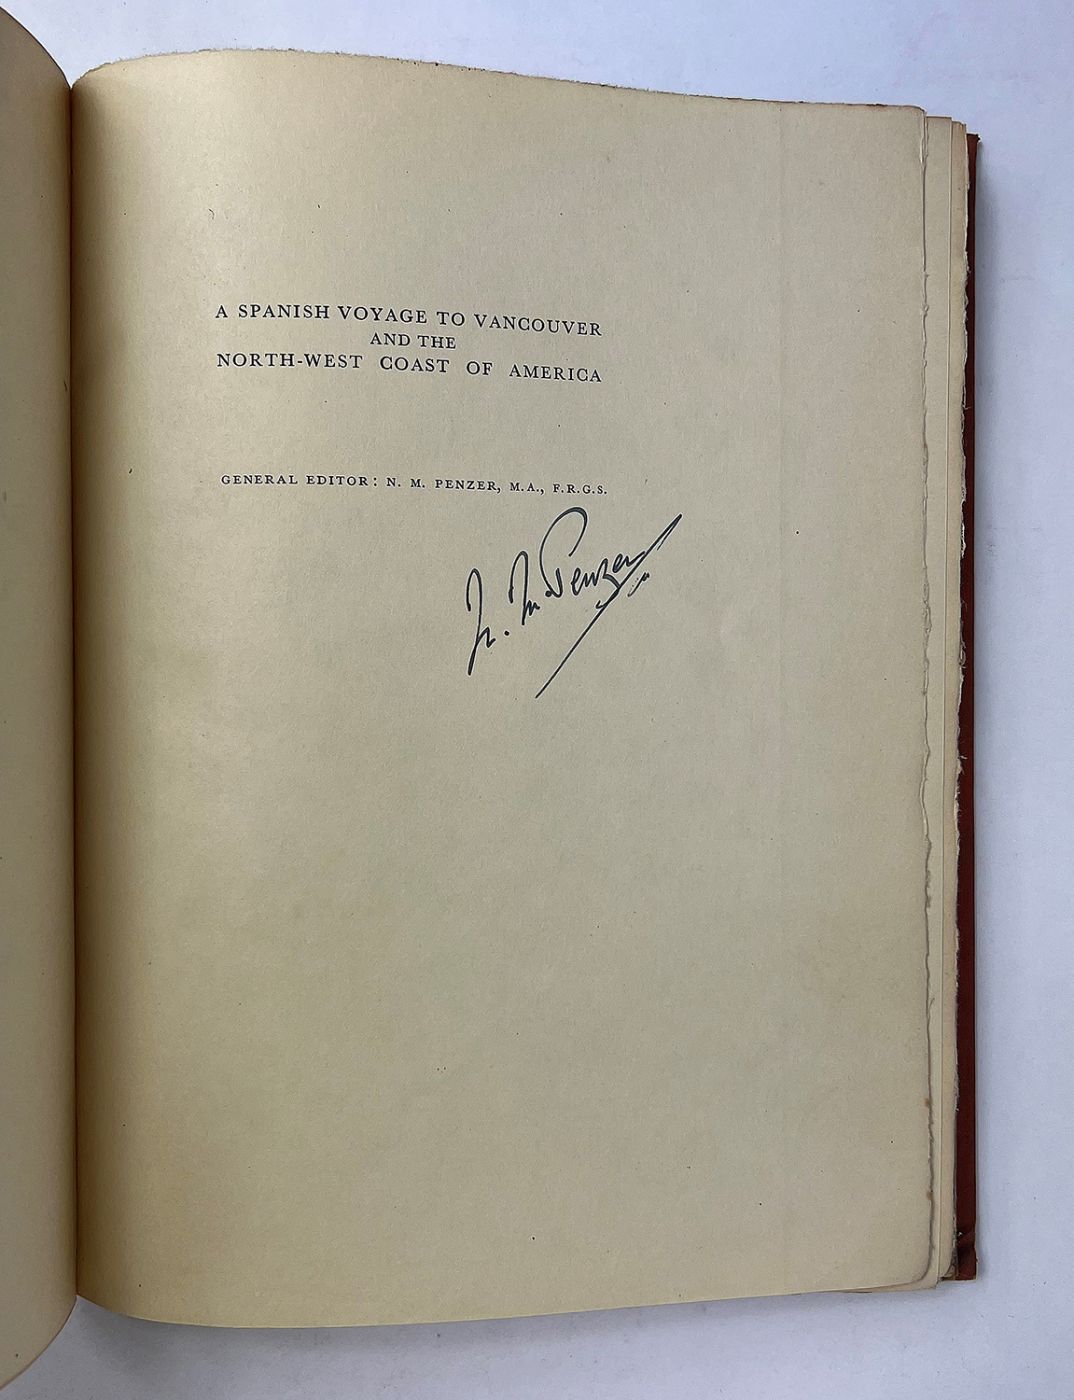 A SPANISH VOYAGE TO VANCOUVER
AND THE
NORTH-WEST COAST OF AMERICA
GENERAL EDITOR: N. M. PENZER, M.A., F.R.G.S.
N. M Penzer